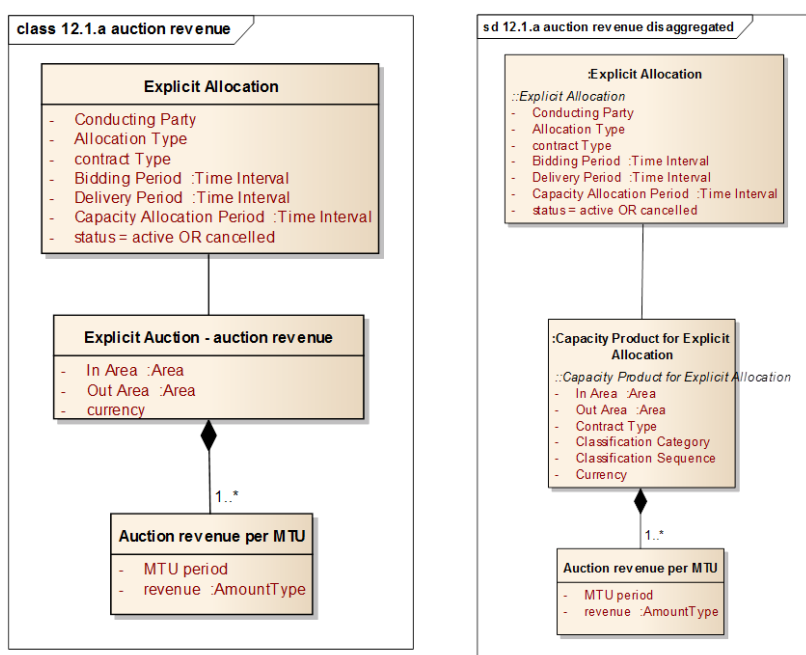 class 12.1.a auction revenue
Explicit Allocation
- Conducting Party
- Allocation Type
- contract Type
- Bidding Period :Time Interval
- Delivery Period :Time Interval
- Capacity Allocation Period :Time Interval
- status = active OR cancelled
Explicit Auction - auction revenue
- In Area :Area
- Out Area :Area
- currency
1..*
Auction revenue per MTU
- MTU period
- revenue :AmountType
sd 12.1.a auction revenue disaggregated
:Explicit Allocation
::Explicit Allocation
- Conducting Party
- Allocation Type
- contract Type
- Bidding Period :Time Interval
- Delivery Period :Time Interval
- Capacity Allocation Period :Time Interval
- status = active OR cancelled
:Capacity Product for Explicit
Allocation
::Capacity Product for Explicit Allocation
- In Area :Area
- Out Area :Area
- Contract Type
- Classification Category
- Classification Sequence
- Currency
1..*
Auction revenue per MTU
- MTU period
- revenue :AmountType